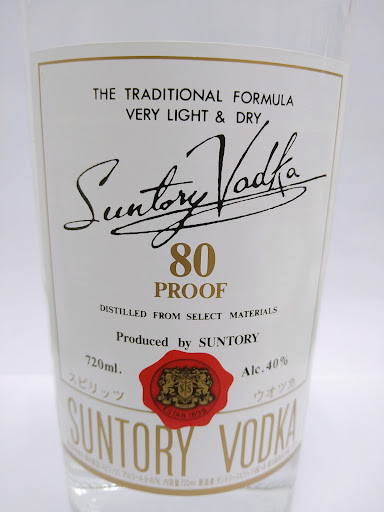 THE TRADITIONAL FORMULA
VERY LIGHT & DRY
Suntory Vodka
80
PROOF
DISTILLED FROM SELECT MATERIALS
Produced by SUNTORY
720ml. Alc. 40%
スピリッツ ウオツカ
SUNTORY VODKA